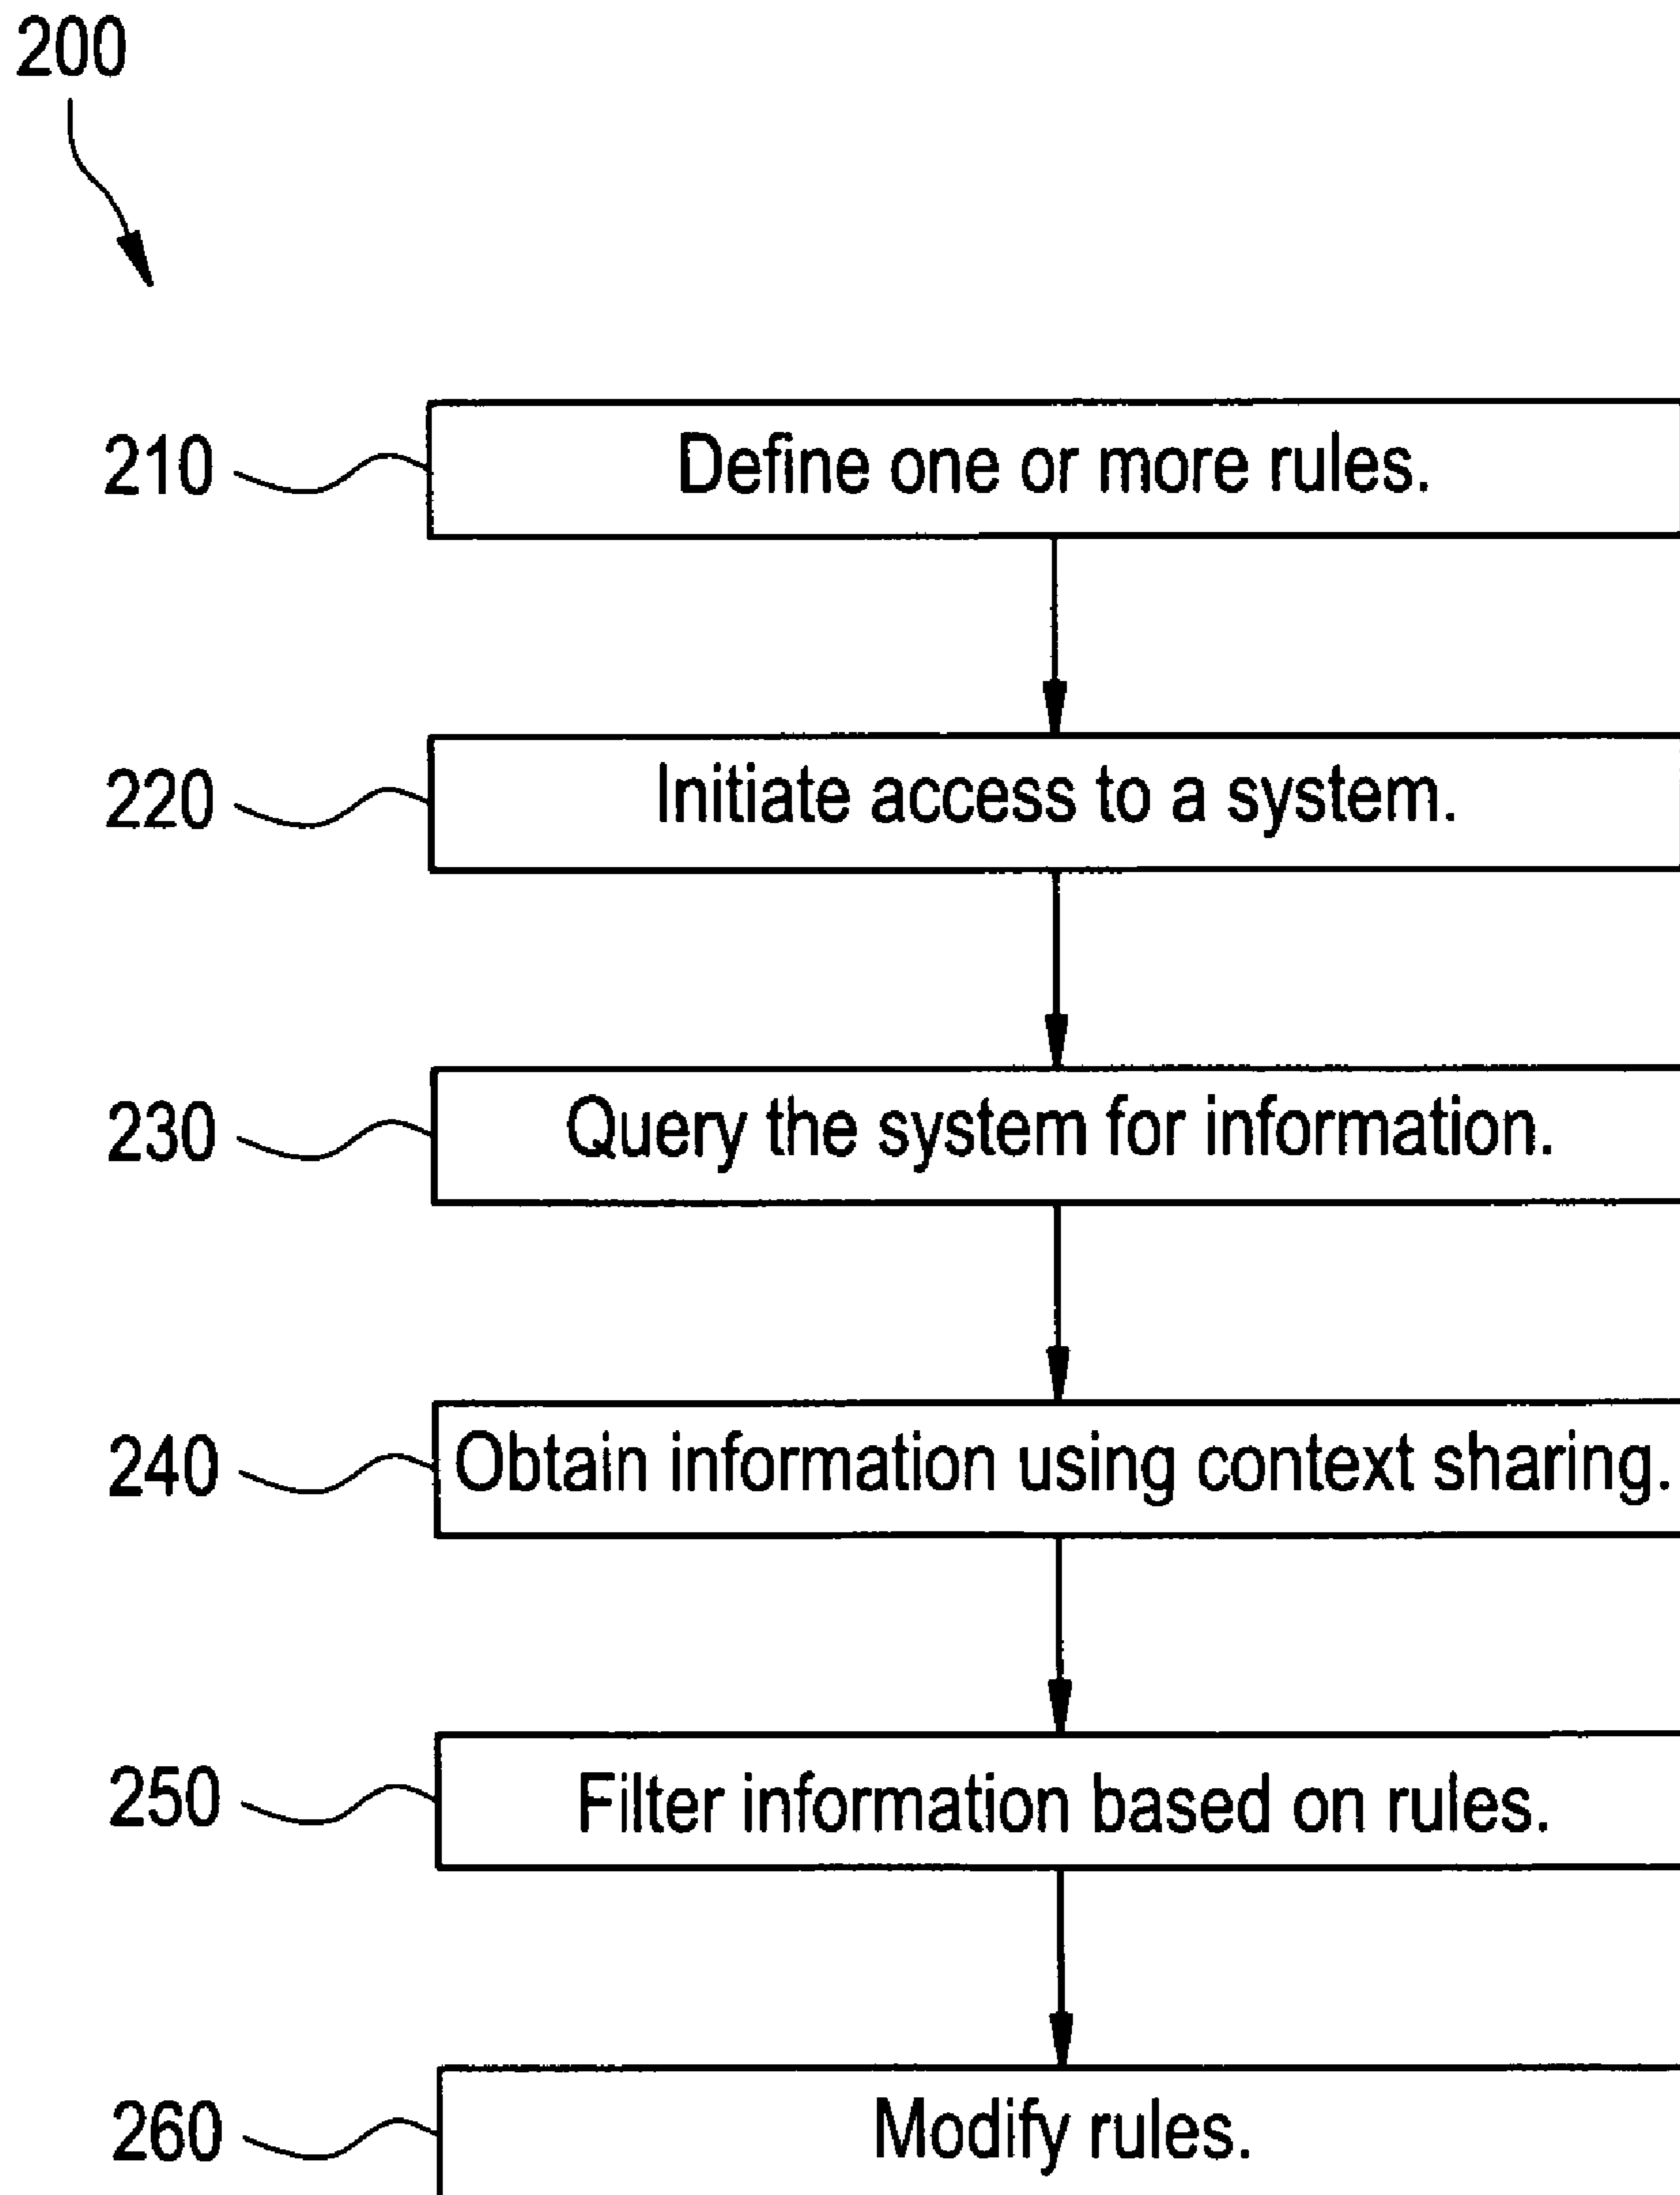 200
210 Define one or more rules.
220 Initiate access to a system.
230 Query the system for information.
240 Obtain information using context sharing.
250 Filter information based on rules.
260 Modify rules.